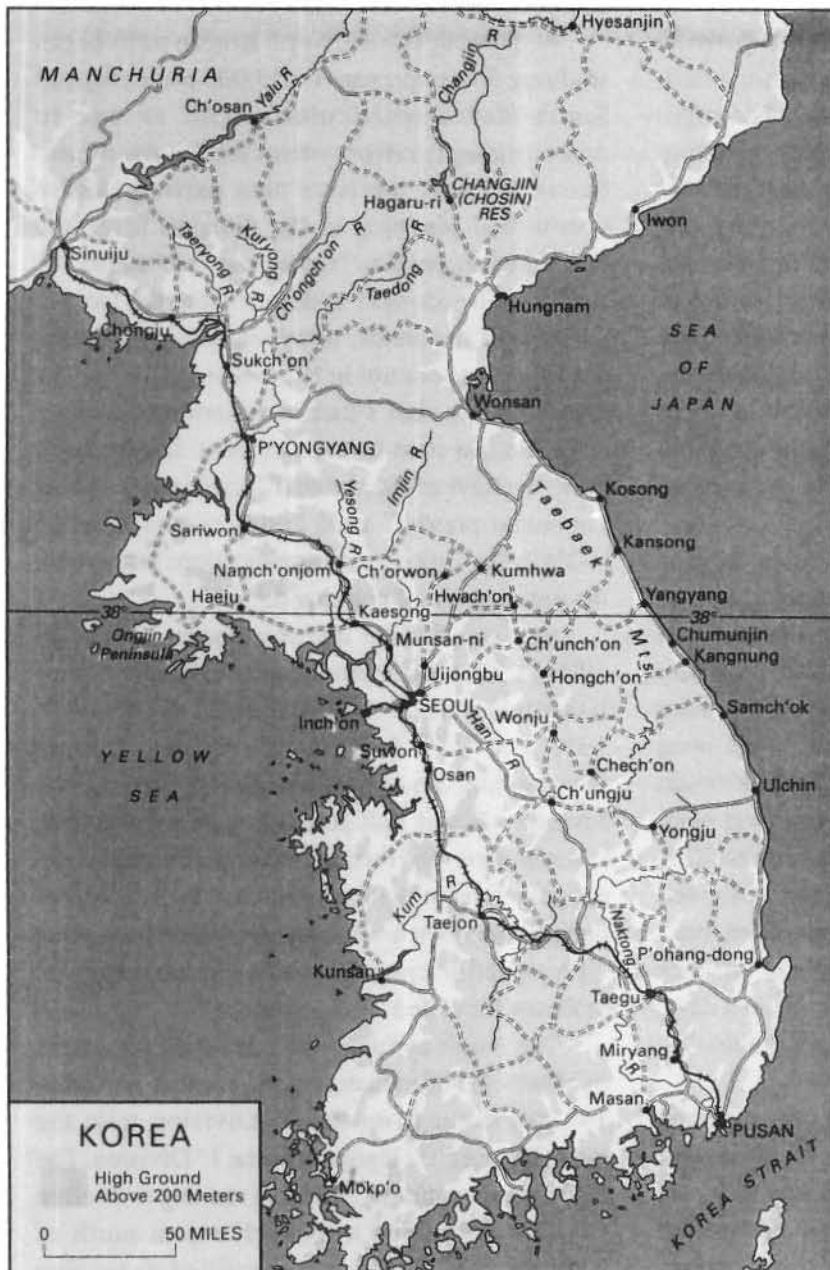 Hyesanjin
MANCHURIA
Changjin R
Yalu R
Ch'osan
Hagaru-ri
CHANGJIN
(CHOSIN)
RES
Iwon
Sinuiju
Taeryong R
Kuryong R
Ch'ongch'on R
Taedong R
Hungnam
Chongju
SEA
OF
JAPAN
Sukch'on
Wonsan
P'YONGYANG
Imjin R
Yesong R
Taebaek Mts
Kosong
Sariwon
Kansong
Namch'onjom
Ch'orwon
Kumhwa
Haeju
Hwach'on
Yangyang
38°
38°
Kaesong
Ongjin
Peninsula
Munsan-ni
Ch'unch'on
Chumunjin
Kangnung
Uijongbu
Hongch'on
SEOUL
Inch'on
Han R
Wonju
Samch'ok
YELLOW
SEA
Suwon
Osan
Chech'on
Ch'ungju
Ulchin
Yongju
Kum R
Taejon
Naktong R
P'ohang-dong
Kunsan
Taegu
Miryang
Masan
PUSAN
Mokp'o
KOREA STRAIT
KOREA
High Ground
Above 200 Meters
0 50 MILES